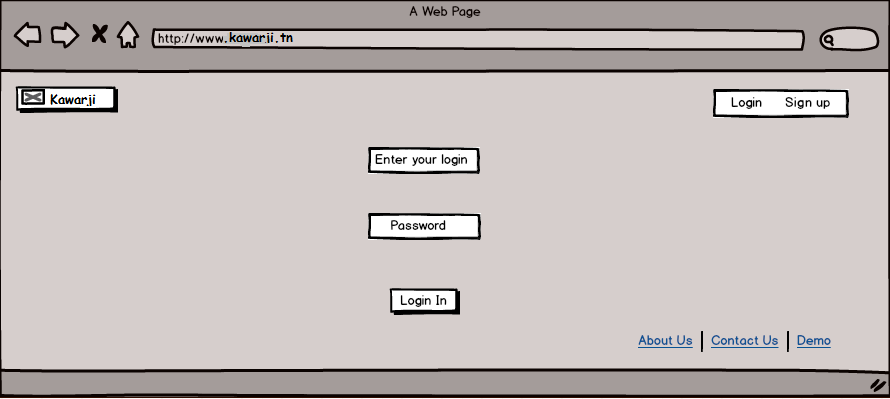 A Web Page
http://www.kawarji.tn
Kawarji
Login Sign up
Enter your login
Password
Login In
About Us Contact Us Demo